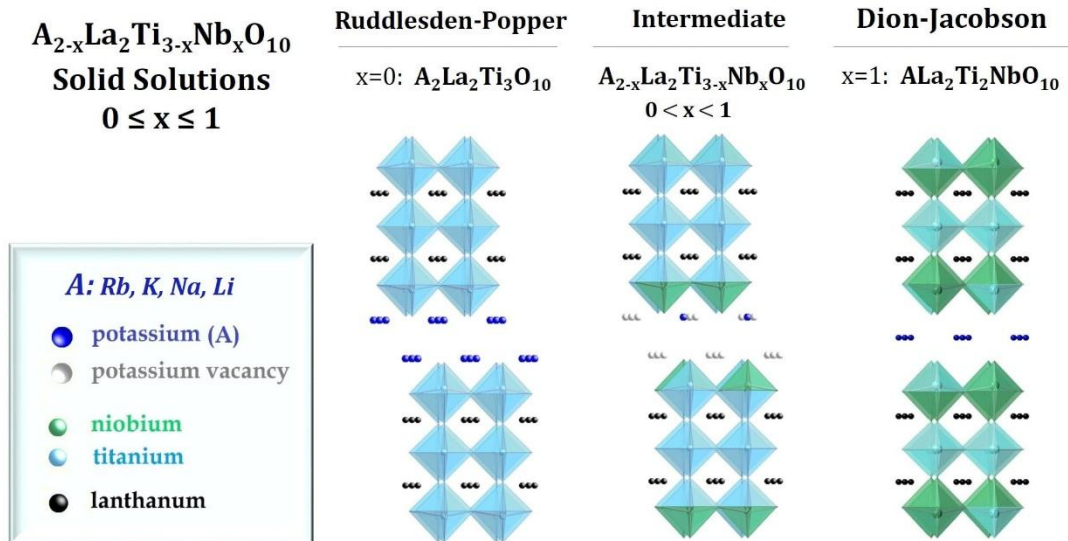 A₂₋ₓLa₂Ti₃₋ₓNbₓO₁₀
Solid Solutions
0 ≤ x ≤ 1
Ruddlesden-Popper
x=0: A₂La₂Ti₃O₁₀
Intermediate
A₂₋ₓLa₂Ti₃₋ₓNbₓO₁₀
0 < x < 1
Dion-Jacobson
x=1: ALa₂Ti₂NbO₁₀
A: Rb, K, Na, Li
potassium (A)
potassium vacancy
niobium
titanium
lanthanum